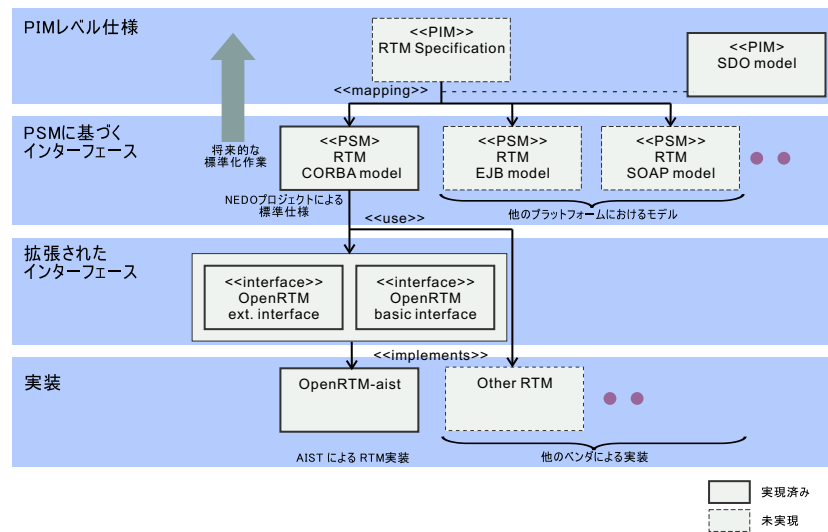 PIMレベル仕様
<<PIM>>
RTM Specification
<<PIM>
SDO model
<<mapping>>
PSMに基づく
インターフェース
将来的な
標準化作業
<<PSM>>
RTM
CORBA model
<<PSM>>
RTM
EJB model
<<PSM>>
RTM
SOAP model
NEDOプロジェクトによる
標準仕様
他のプラットフォームにおけるモデル
<<use>>
拡張された
インターフェース
<<interface>>
OpenRTM
ext. interface
<<interface>>
OpenRTM
basic interface
<<implements>>
実装
OpenRTM-aist
Other RTM
AIST による RTM実装
他のベンダによる実装
実現済み
未実現